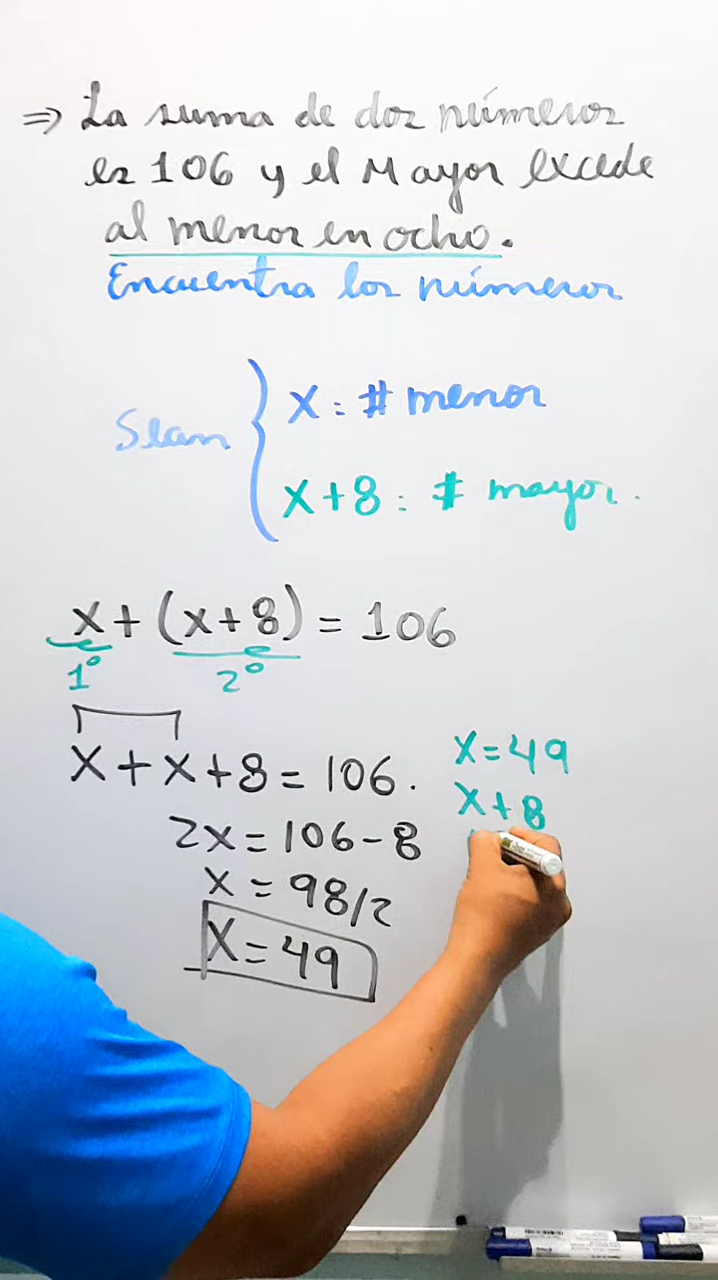 ⇒ La suma de dos números
es 106 y el Mayor excede
al menor en ocho.
Encuentra los números
Sean
x: # menor
x+8: # mayor.
x+(x+8)=106
1° 2°
x+x+8=106.
2x=106-8
x=98/2
x=49
x=49
x+8